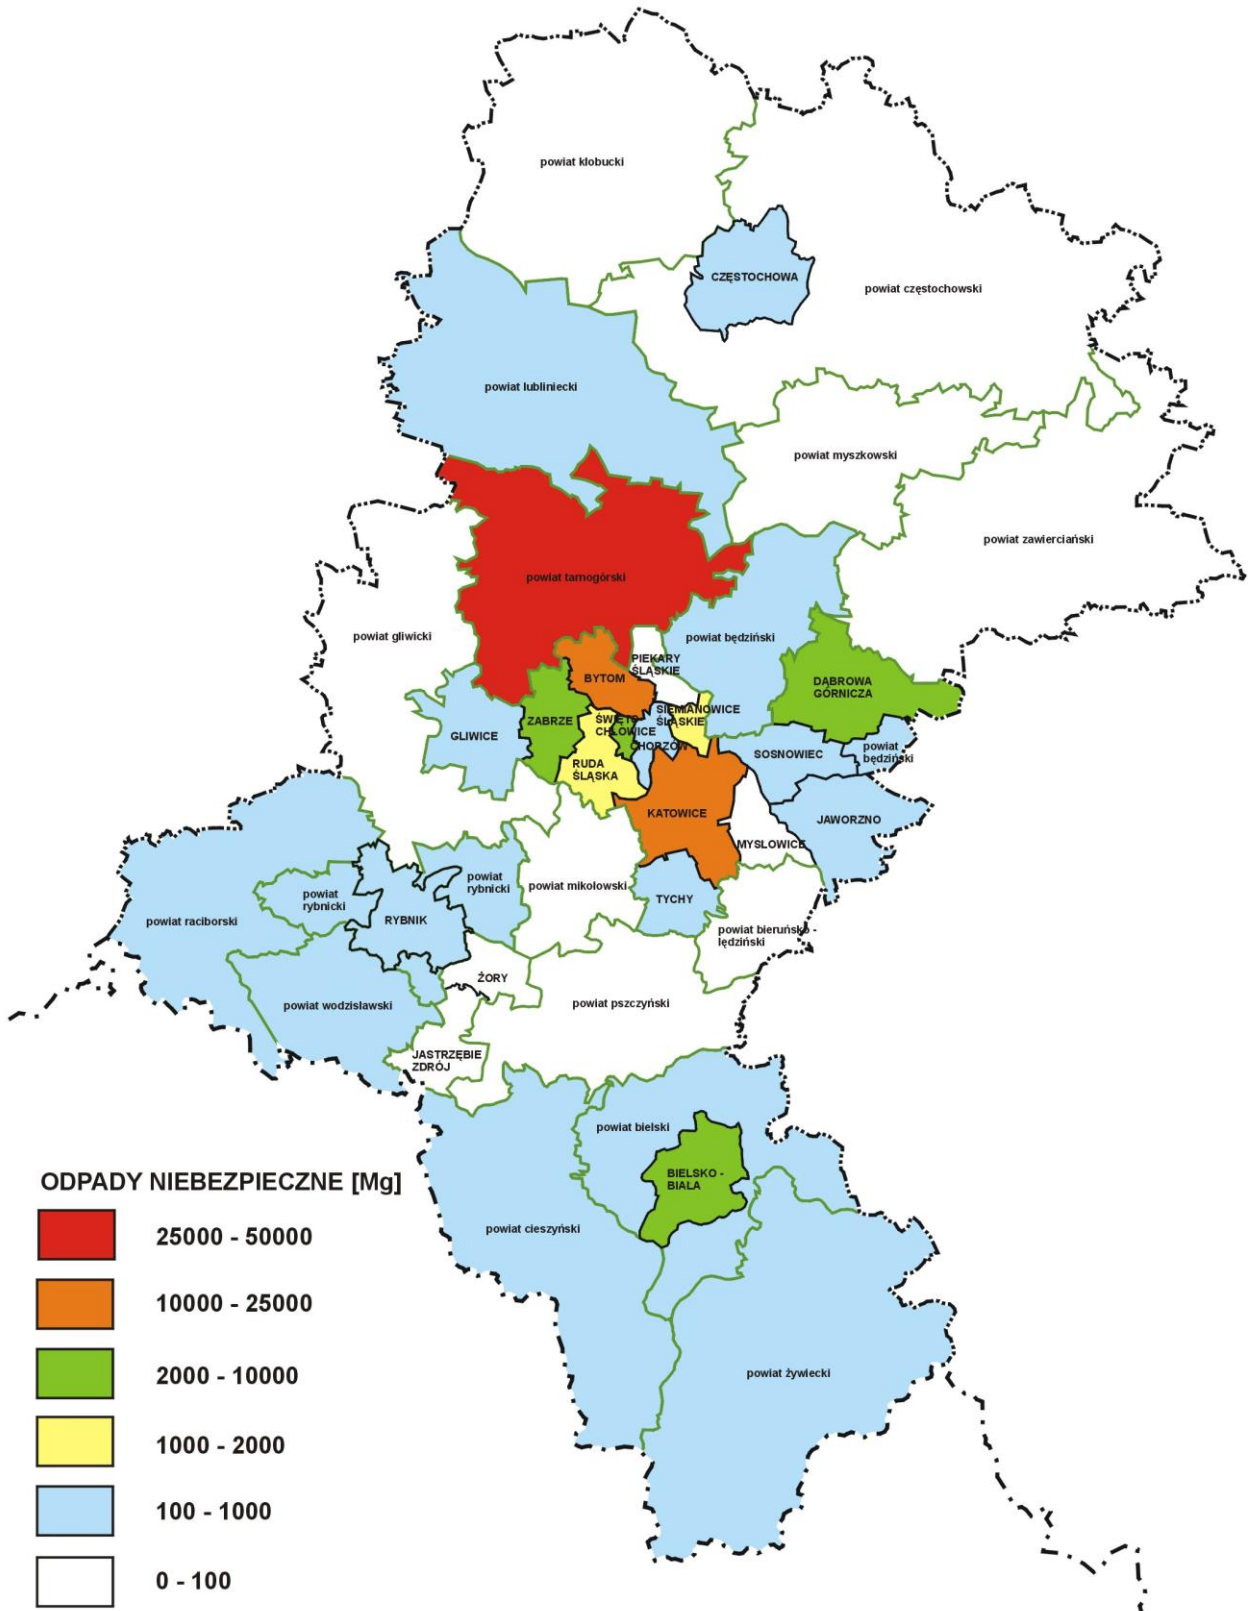 powiat kłobucki
CZĘSTOCHOWA
powiat częstochowski
powiat lubliniecki
powiat myszkowski
powiat zawierciański
powiat tarnogórski
powiat gliwicki
powiat będziński
PIEKARY
ŚLĄSKIE
BYTOM
DĄBROWA
GÓRNICZA
ZABRZE
ŚWIĘTO
CHŁOWICE
SIEMIANOWICE
ŚLĄSKIE
GLIWICE
CHORZÓW
SOSNOWIEC
powiat
będziński
RUDA
ŚLĄSKA
KATOWICE
JAWORZNO
MYSLOWICE
powiat
rybnicki
powiat mikołowski
powiat
rybnicki
TYCHY
powiat raciborski
RYBNIK
powiat bieruńsko -
lędziński
ŻORY
powiat wodzisławski
powiat pszczyński
JASTRZĘBIE
ZDRÓJ
powiat bielski
BIELSKO -
BIALA
powiat cieszyński
powiat żywiecki
ODPADY NIEBEZPIECZNE [Mg]
25000 - 50000
10000 - 25000
2000 - 10000
1000 - 2000
100 - 1000
0 - 100